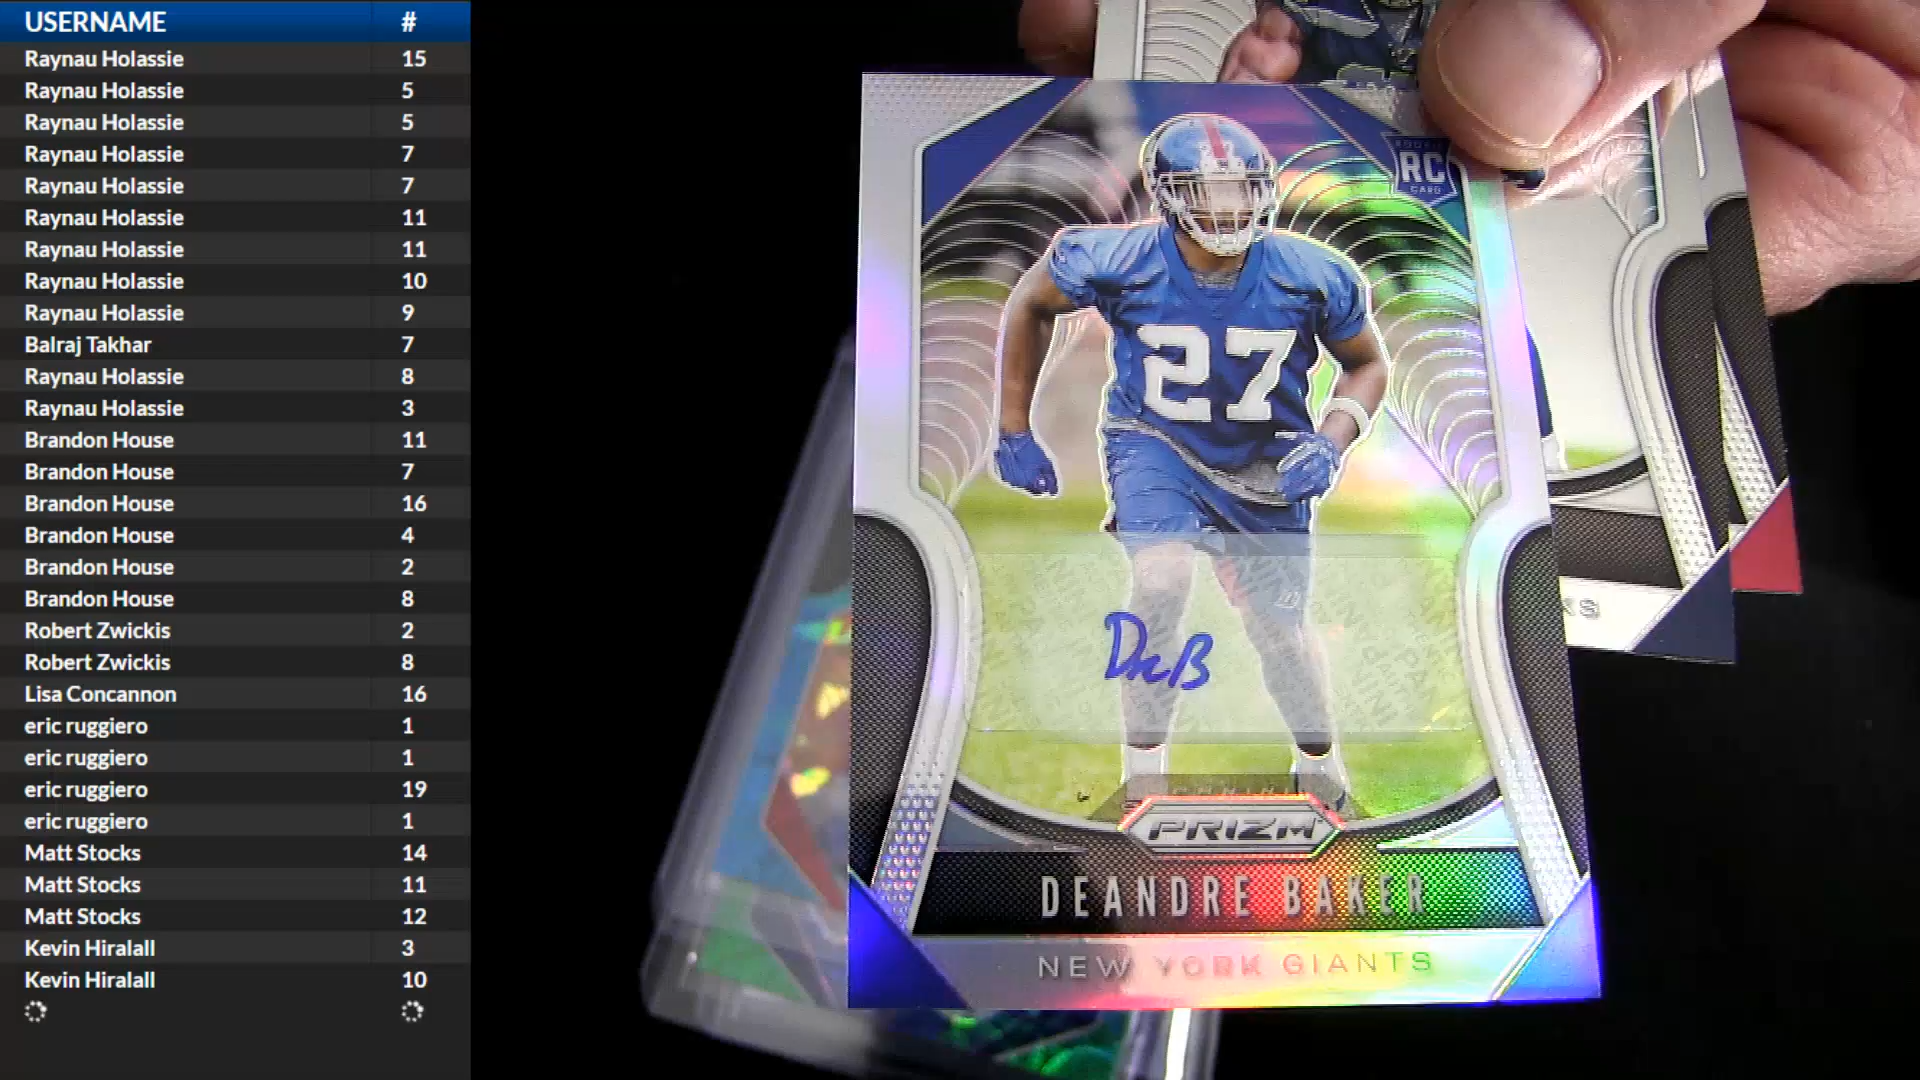 USERNAME #
Raynau Holassie 15
Raynau Holassie 5
Raynau Holassie 5
Raynau Holassie 7
Raynau Holassie 7
Raynau Holassie 11
Raynau Holassie 11
Raynau Holassie 10
Raynau Holassie 9
Balraj Takhar 7
Raynau Holassie 8
Raynau Holassie 3
Brandon House 11
Brandon House 7
Brandon House 16
Brandon House 4
Brandon House 2
Brandon House 8
Robert Zwickis 2
Robert Zwickis 8
Lisa Concannon 16
eric ruggiero 1
eric ruggiero 1
eric ruggiero 19
eric ruggiero 1
Matt Stocks 14
Matt Stocks 11
Matt Stocks 12
Kevin Hiralall 3
Kevin Hiralall 10
ROOKIE
RC
CARD
27
PANINI
PRIZM
DEANDRE BAKER
NEW YORK GIANTS